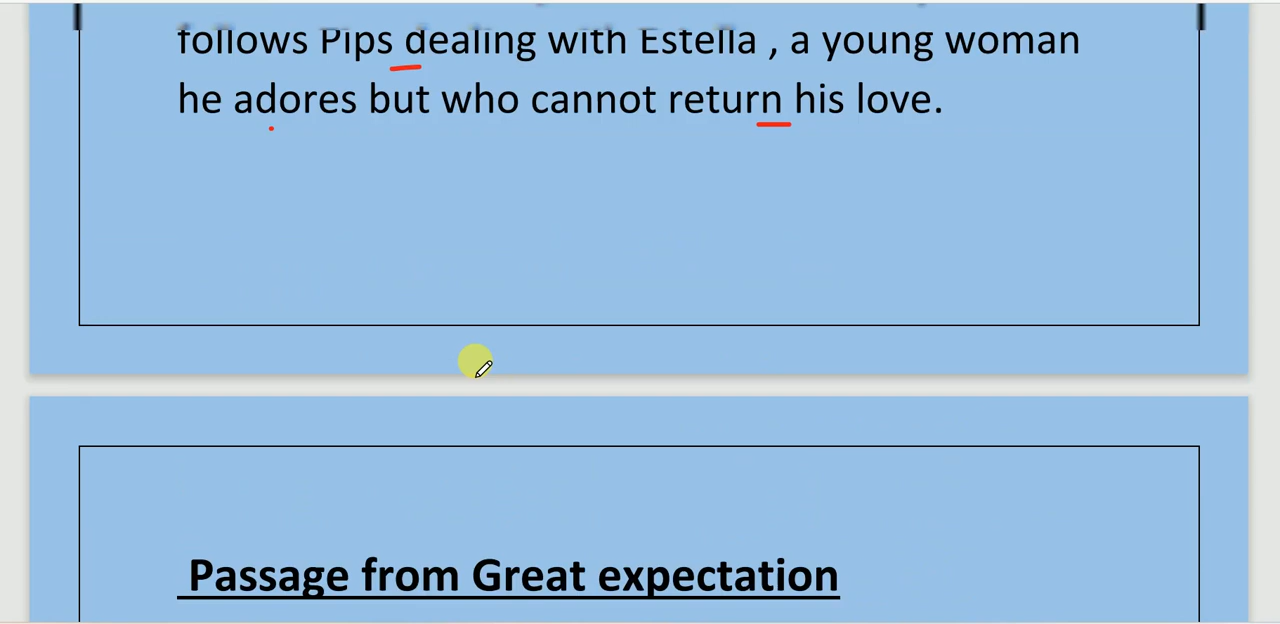 follows Pips dealing with Estella , a young woman
he adores but who cannot return his love.
Passage from Great expectation